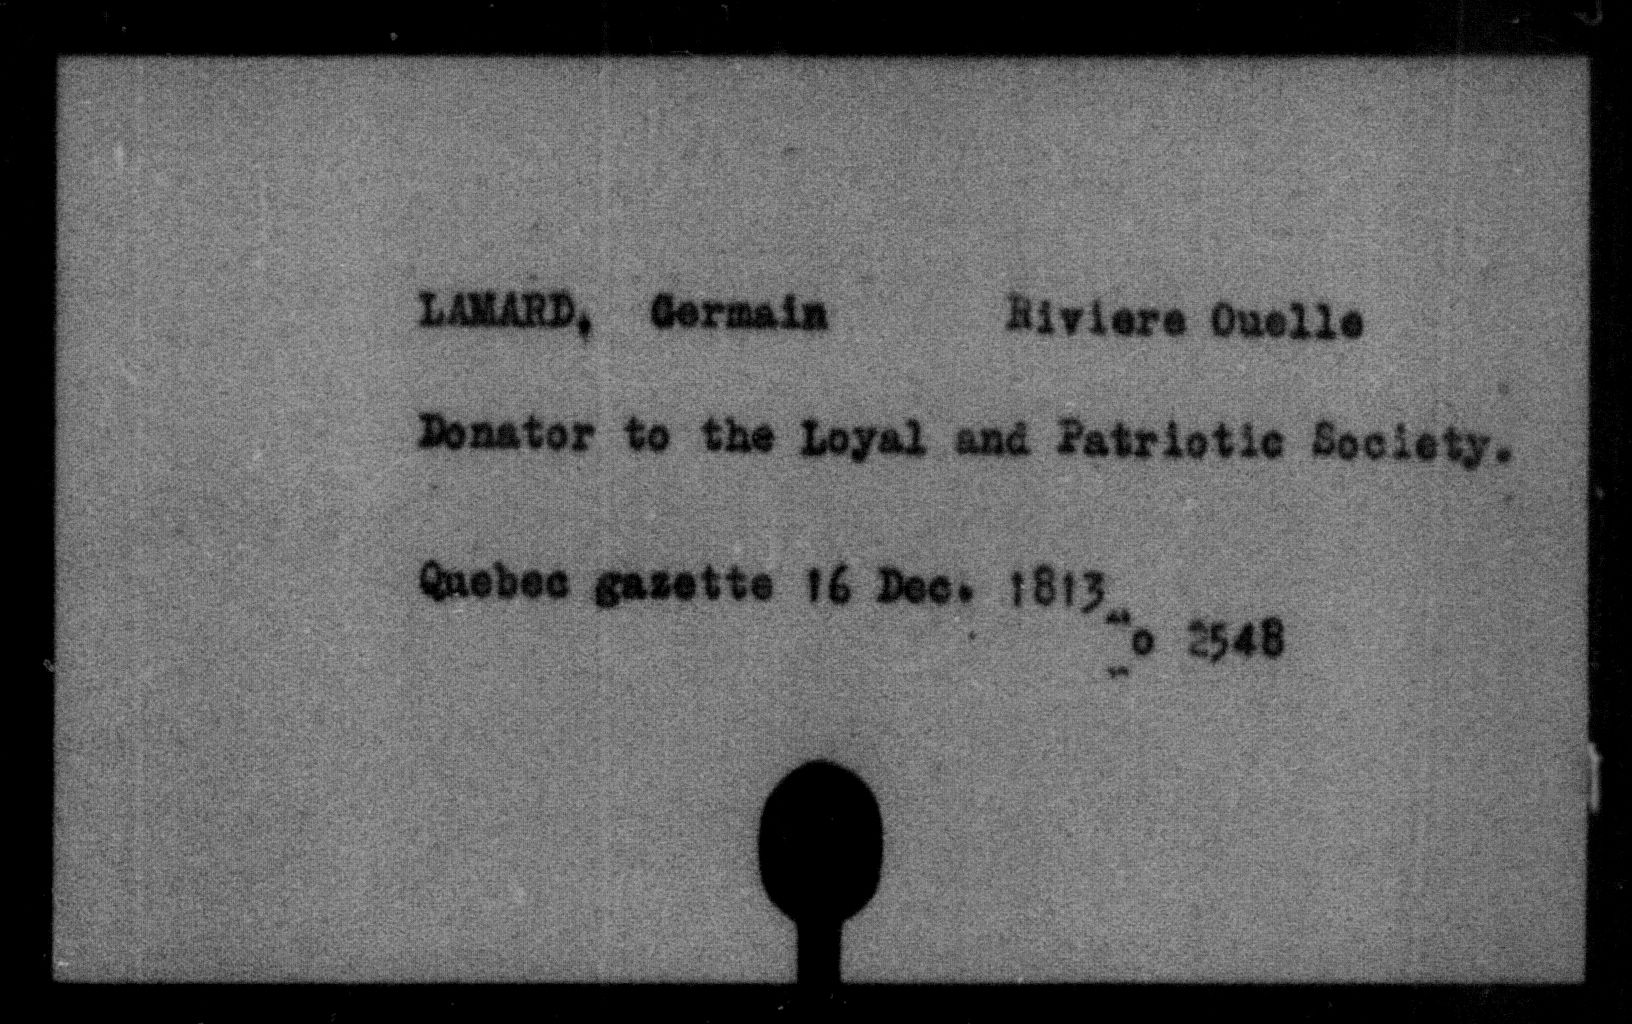 LAMARD, Germain Riviere Ouelle
Donator to the Loyal and Patriotic Society.
Quebec gazette 16 Dec. 1813
o 2548